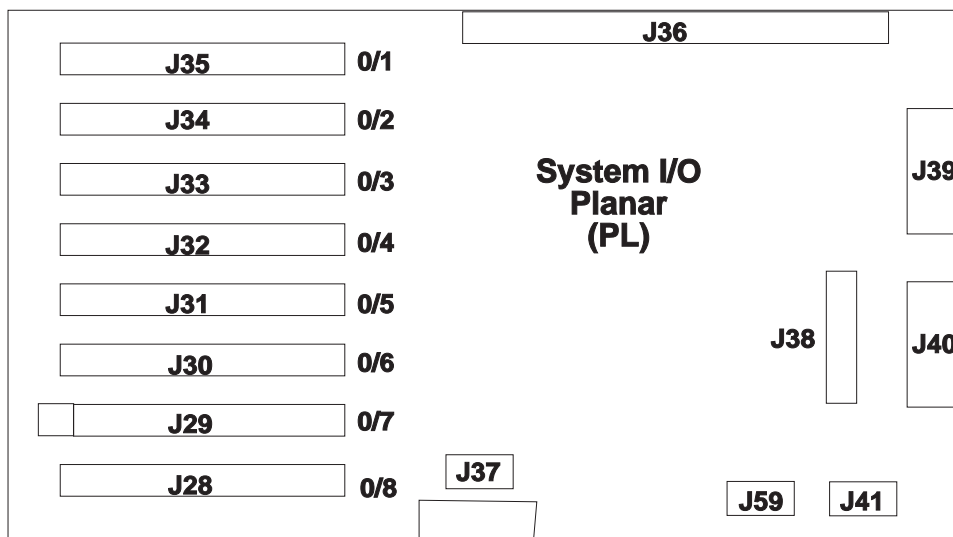 J36
J35 0/1
J34 0/2
J33 0/3
J32 0/4
J31 0/5
J30 0/6
J29 0/7
J28 0/8
System I/O
Planar
(PL)
J39
J38
J40
J37
J59
J41